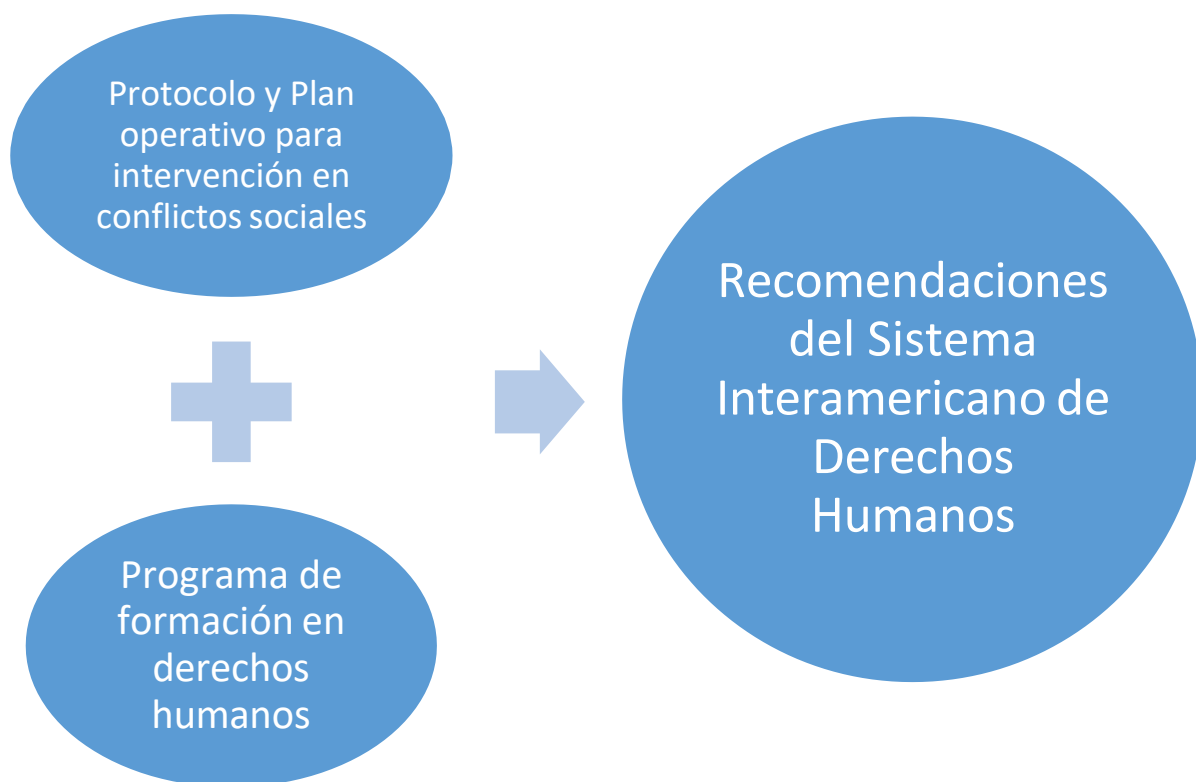 Protocolo y Plan
operativo para
intervención en
conflictos sociales
Programa de
formación en
derechos
humanos
Recomendaciones
del Sistema
Interamericano de
Derechos
Humanos